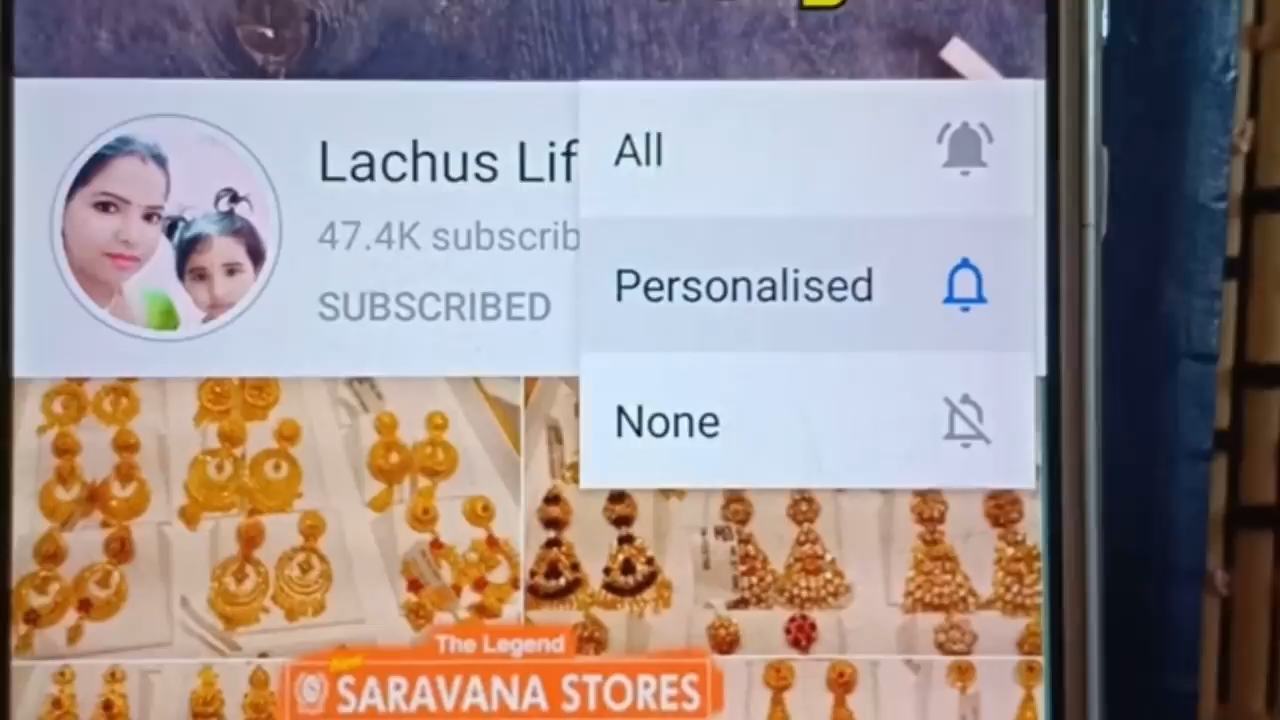 Lachus Lif
47.4K subscrib
SUBSCRIBED
All
Personalised
None
The Legend
SARAVANA STORES